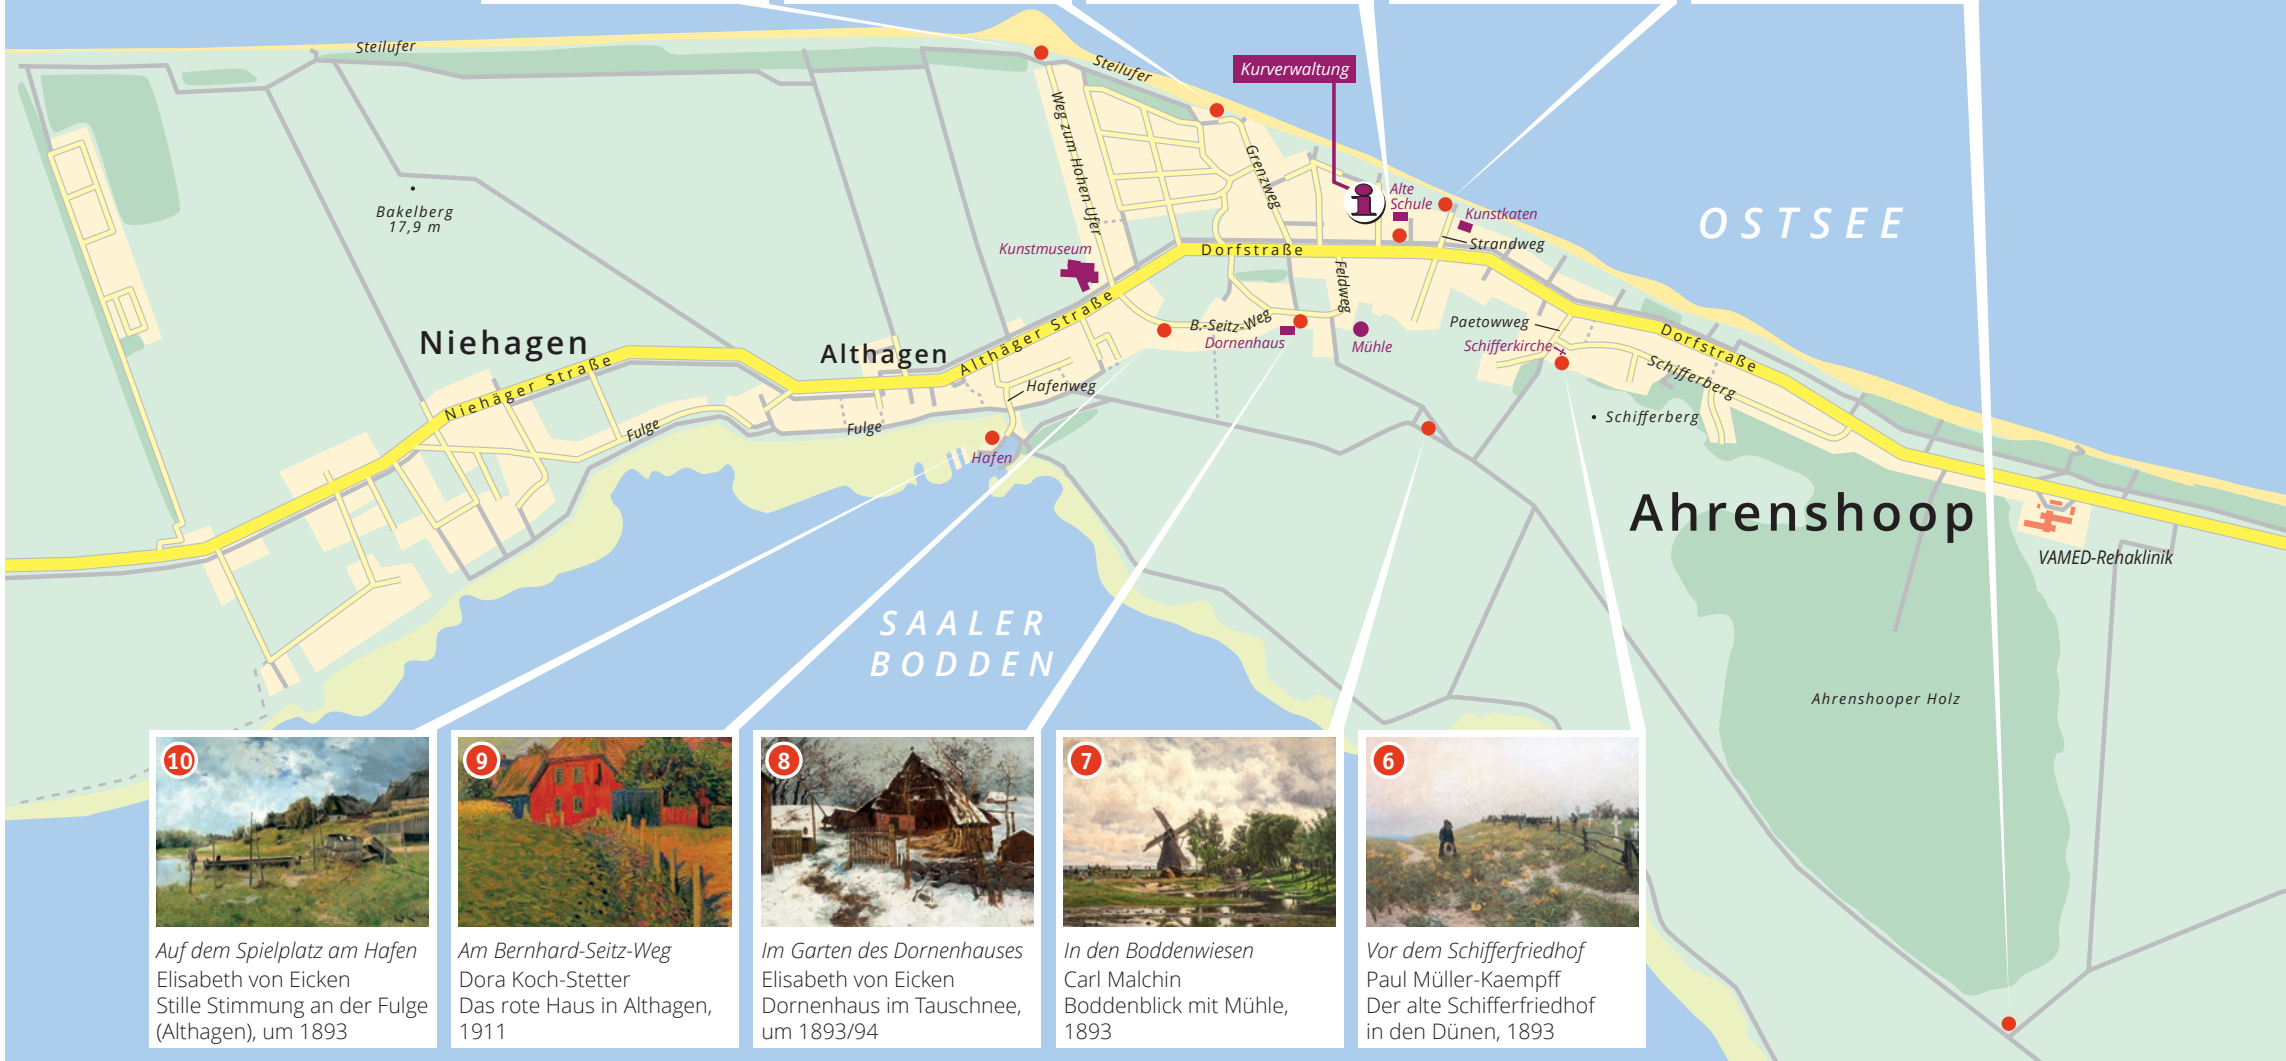 Steilufer
Steilufer
Kurverwaltung
Weg zum Hohen Ufer
Grenzweg
Alte
Schule
Kunstkaten
Strandweg
OSTSEE
Bakelberg
17,9 m
Kunstmuseum
Dorfstraße
Feldweg
Niehagen
Althagen
Althäger Straße
B.-Seitz-Weg
Dornenhaus
Mühle
Paetowweg
Schifferkirche
Dorfstraße
Schifferberg
Schifferberg
Niehäger Straße
Hafenweg
Fulge
Fulge
Hafen
Ahrenshoop
VAMED-Rehaklinik
SAALER
BODDEN
Ahrenshooper Holz
10
Auf dem Spielplatz am Hafen
Elisabeth von Eicken
Stille Stimmung an der Fulge
(Althagen), um 1893
9
Am Bernhard-Seitz-Weg
Dora Koch-Stetter
Das rote Haus in Althagen,
1911
8
Im Garten des Dornenhauses
Elisabeth von Eicken
Dornenhaus im Tauschnee,
um 1893/94
7
In den Boddenwiesen
Carl Malchin
Boddenblick mit Mühle,
1893
6
Vor dem Schifferfriedhof
Paul Müller-Kaempff
Der alte Schifferfriedhof
in den Dünen, 1893